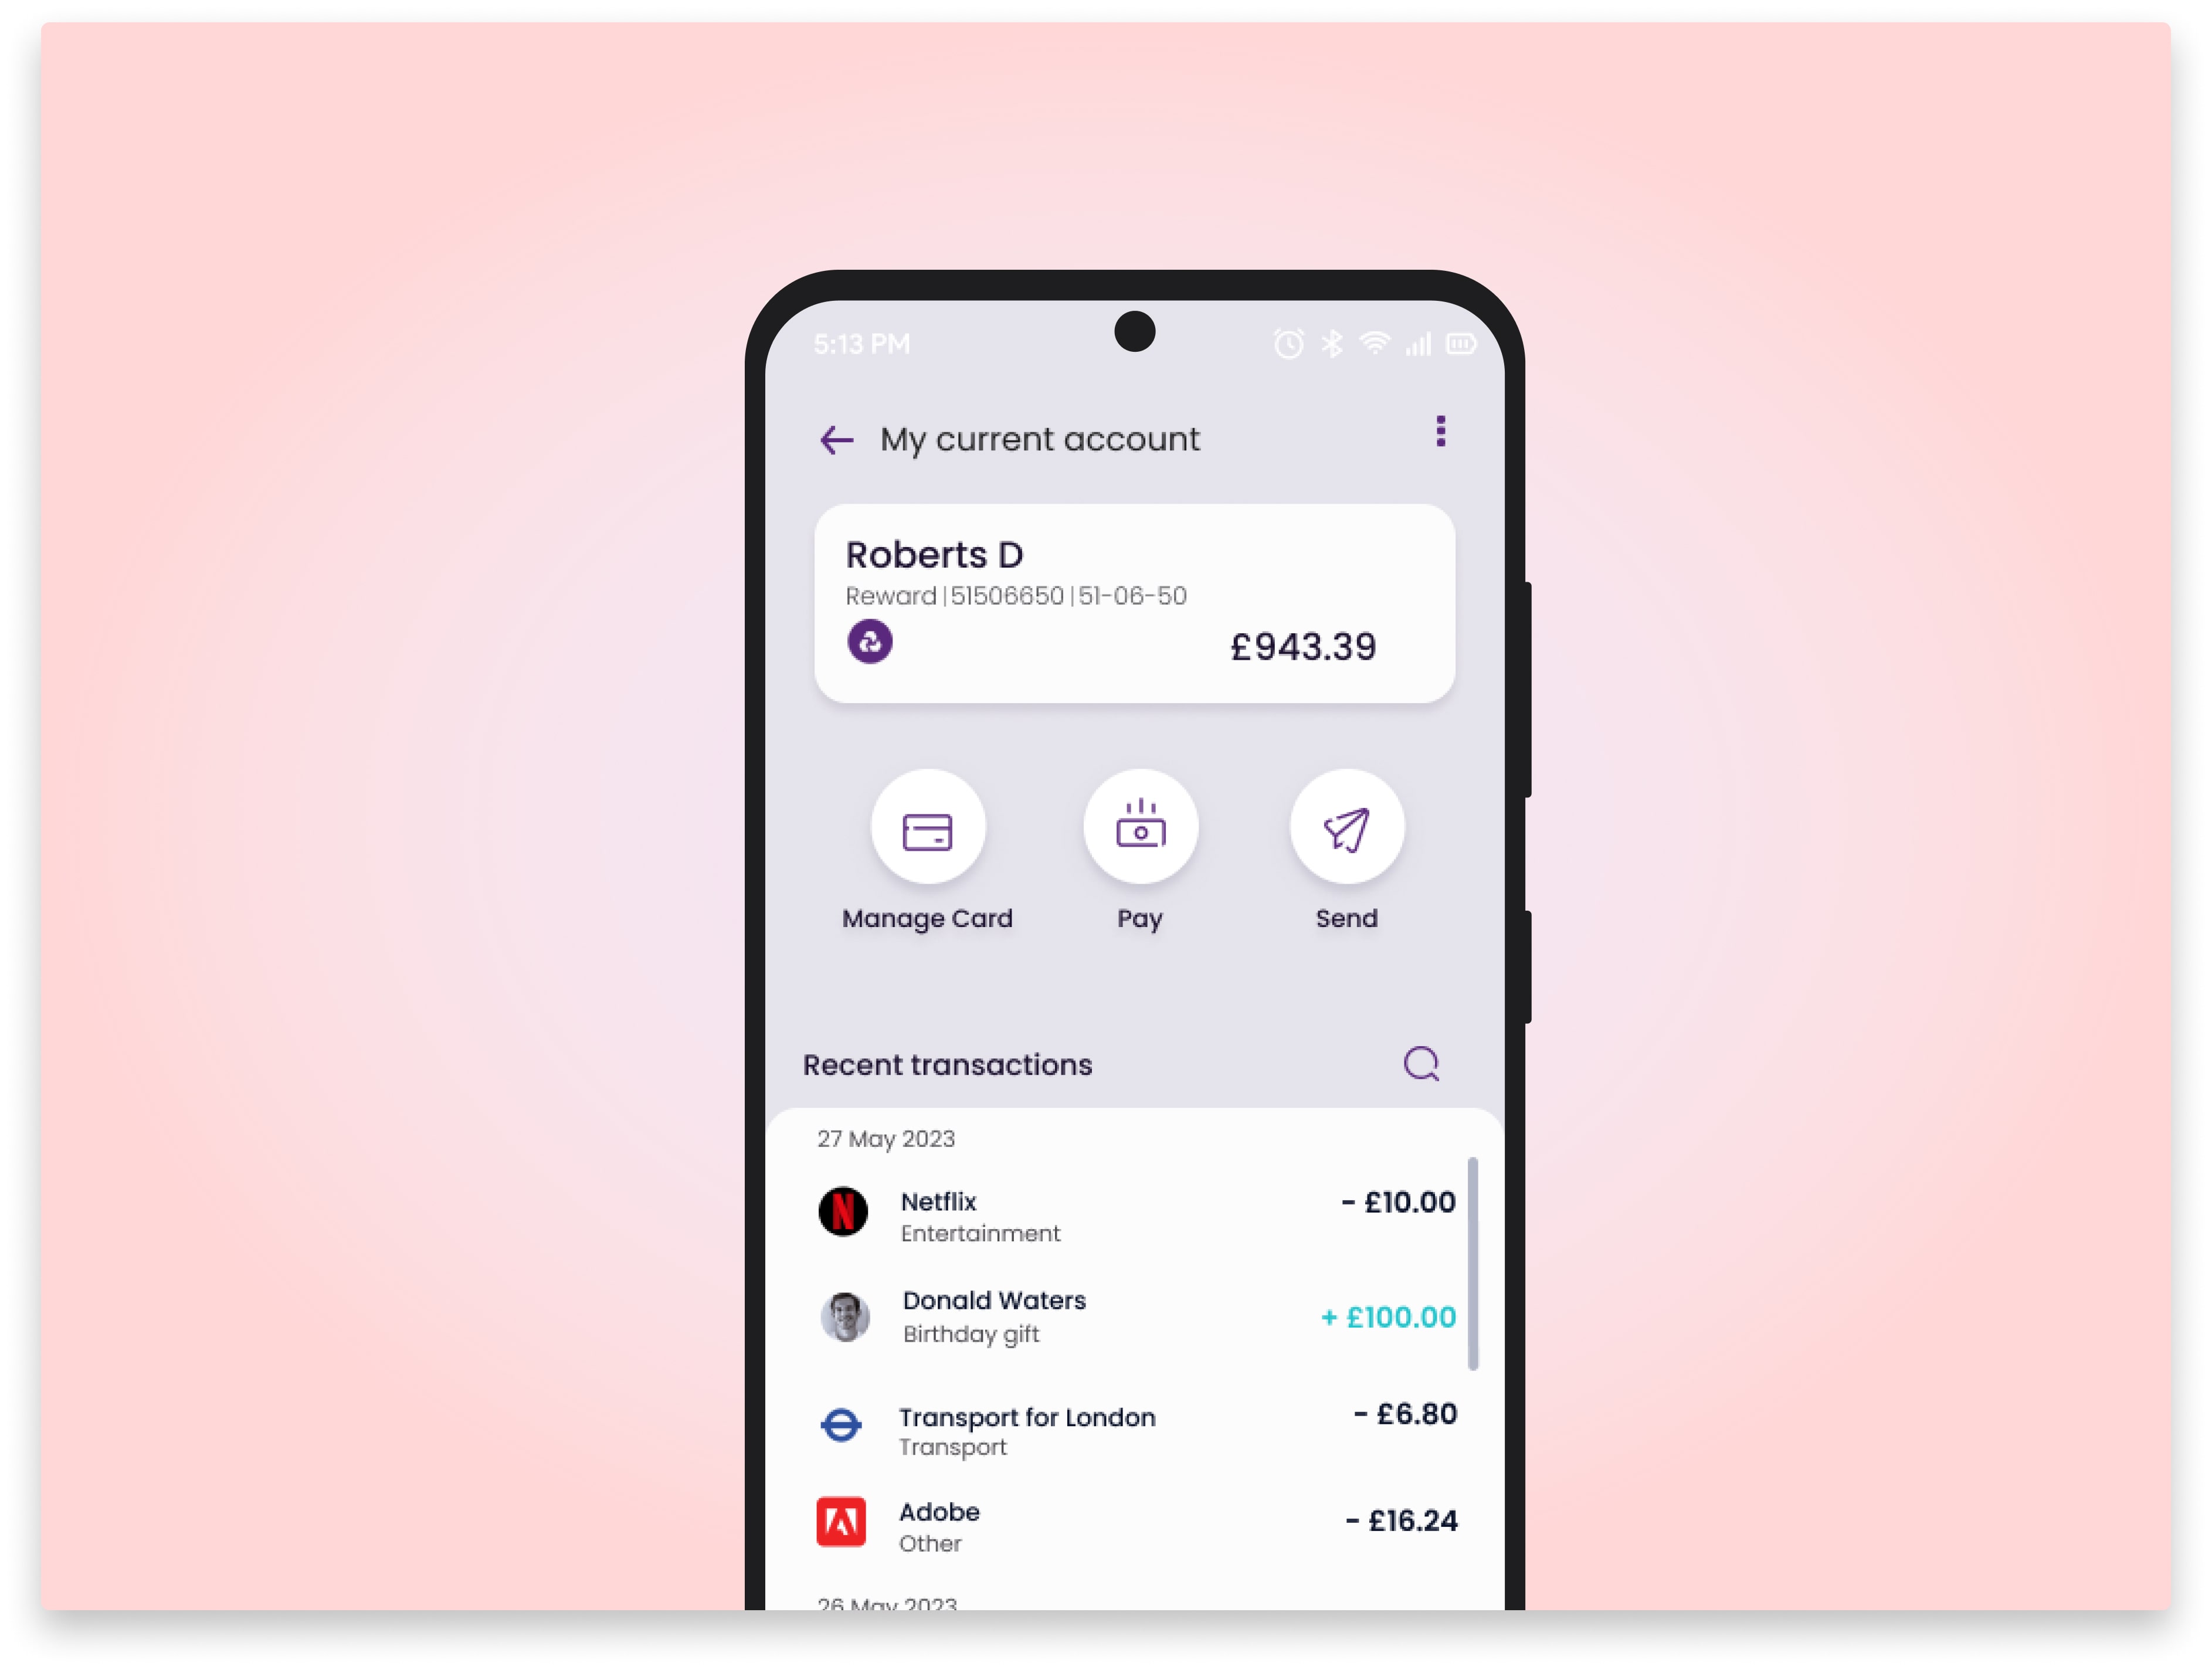 5:13 PM
My current account
Roberts D
Reward|51506650|51-06-50
£943.39
Manage Card
Pay
Send
Recent transactions
27 May 2023
Netflix
- £10.00
Entertainment
Donald Waters
+ £100.00
Birthday gift
Transport for London
- £6.80
Transport
Adobe
- £16.24
Other
26 May 2023